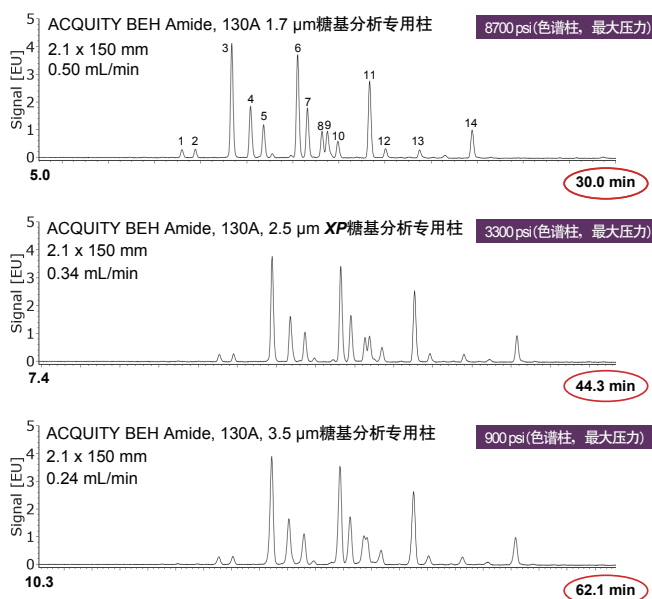 ACQUITY BEH Amide, 130A 1.7 µm糖基分析专用柱
8700 psi(色谱柱，最大压力)
2.1 x 150 mm
0.50 mL/min
Signal [EU]
5
4
3
2
1
0
1 2 3 4 5 6 7 8 9 10 11 12 13 14
5.0
30.0 min
ACQUITY BEH Amide, 130A, 2.5 µm XP糖基分析专用柱
3300 psi(色谱柱，最大压力)
2.1 x 150 mm
0.34 mL/min
Signal [EU]
5
4
3
2
1
0
7.4
44.3 min
ACQUITY BEH Amide, 130A, 3.5 µm糖基分析专用柱
900 psi(色谱柱，最大压力)
2.1 x 150 mm
0.24 mL/min
Signal [EU]
5
4
3
2
1
0
10.3
62.1 min